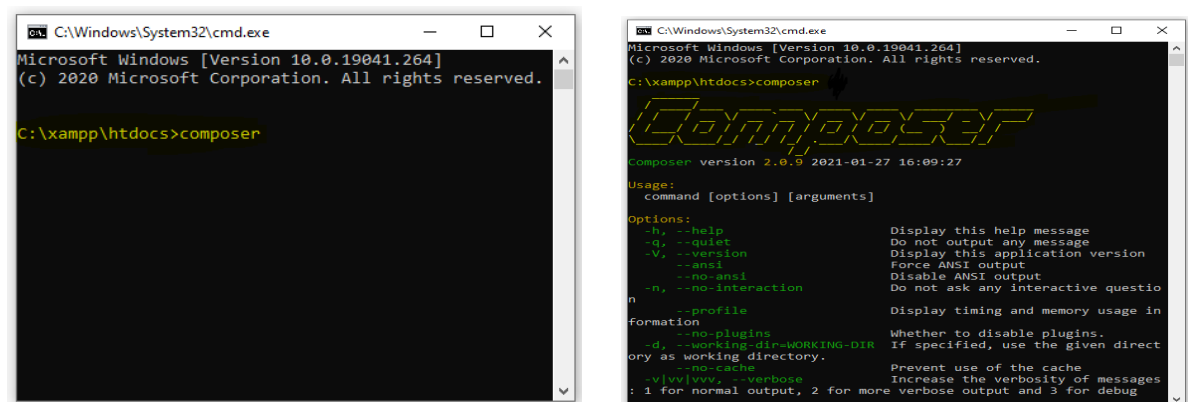 C:\Windows\System32\cmd.exe
Microsoft Windows [Version 10.0.19041.264]
(c) 2020 Microsoft Corporation. All rights reserved.
C:\xampp\htdocs>composer
C:\Windows\System32\cmd.exe
Microsoft Windows [Version 10.0.19041.264]
(c) 2020 Microsoft Corporation. All rights reserved.
C:\xampp\htdocs>composer
Composer
Composer version 2.0.9 2021-01-27 16:09:27
Usage:
command [options] [arguments]
Options:
-h, --help Display this help message
-q, --quiet Do not output any message
-V, --version Display this application version
--ansi Force ANSI output
--no-ansi Disable ANSI output
-n, --no-interaction Do not ask any interactive questio
n
--profile Display timing and memory usage in
formation
--no-plugins Whether to disable plugins.
-d, --working-dir=WORKING-DIR If specified, use the given direct
ory as working directory.
--no-cache Prevent use of the cache
-v|vv|vvv, --verbose Increase the verbosity of messages
: 1 for normal output, 2 for more verbose output and 3 for debug